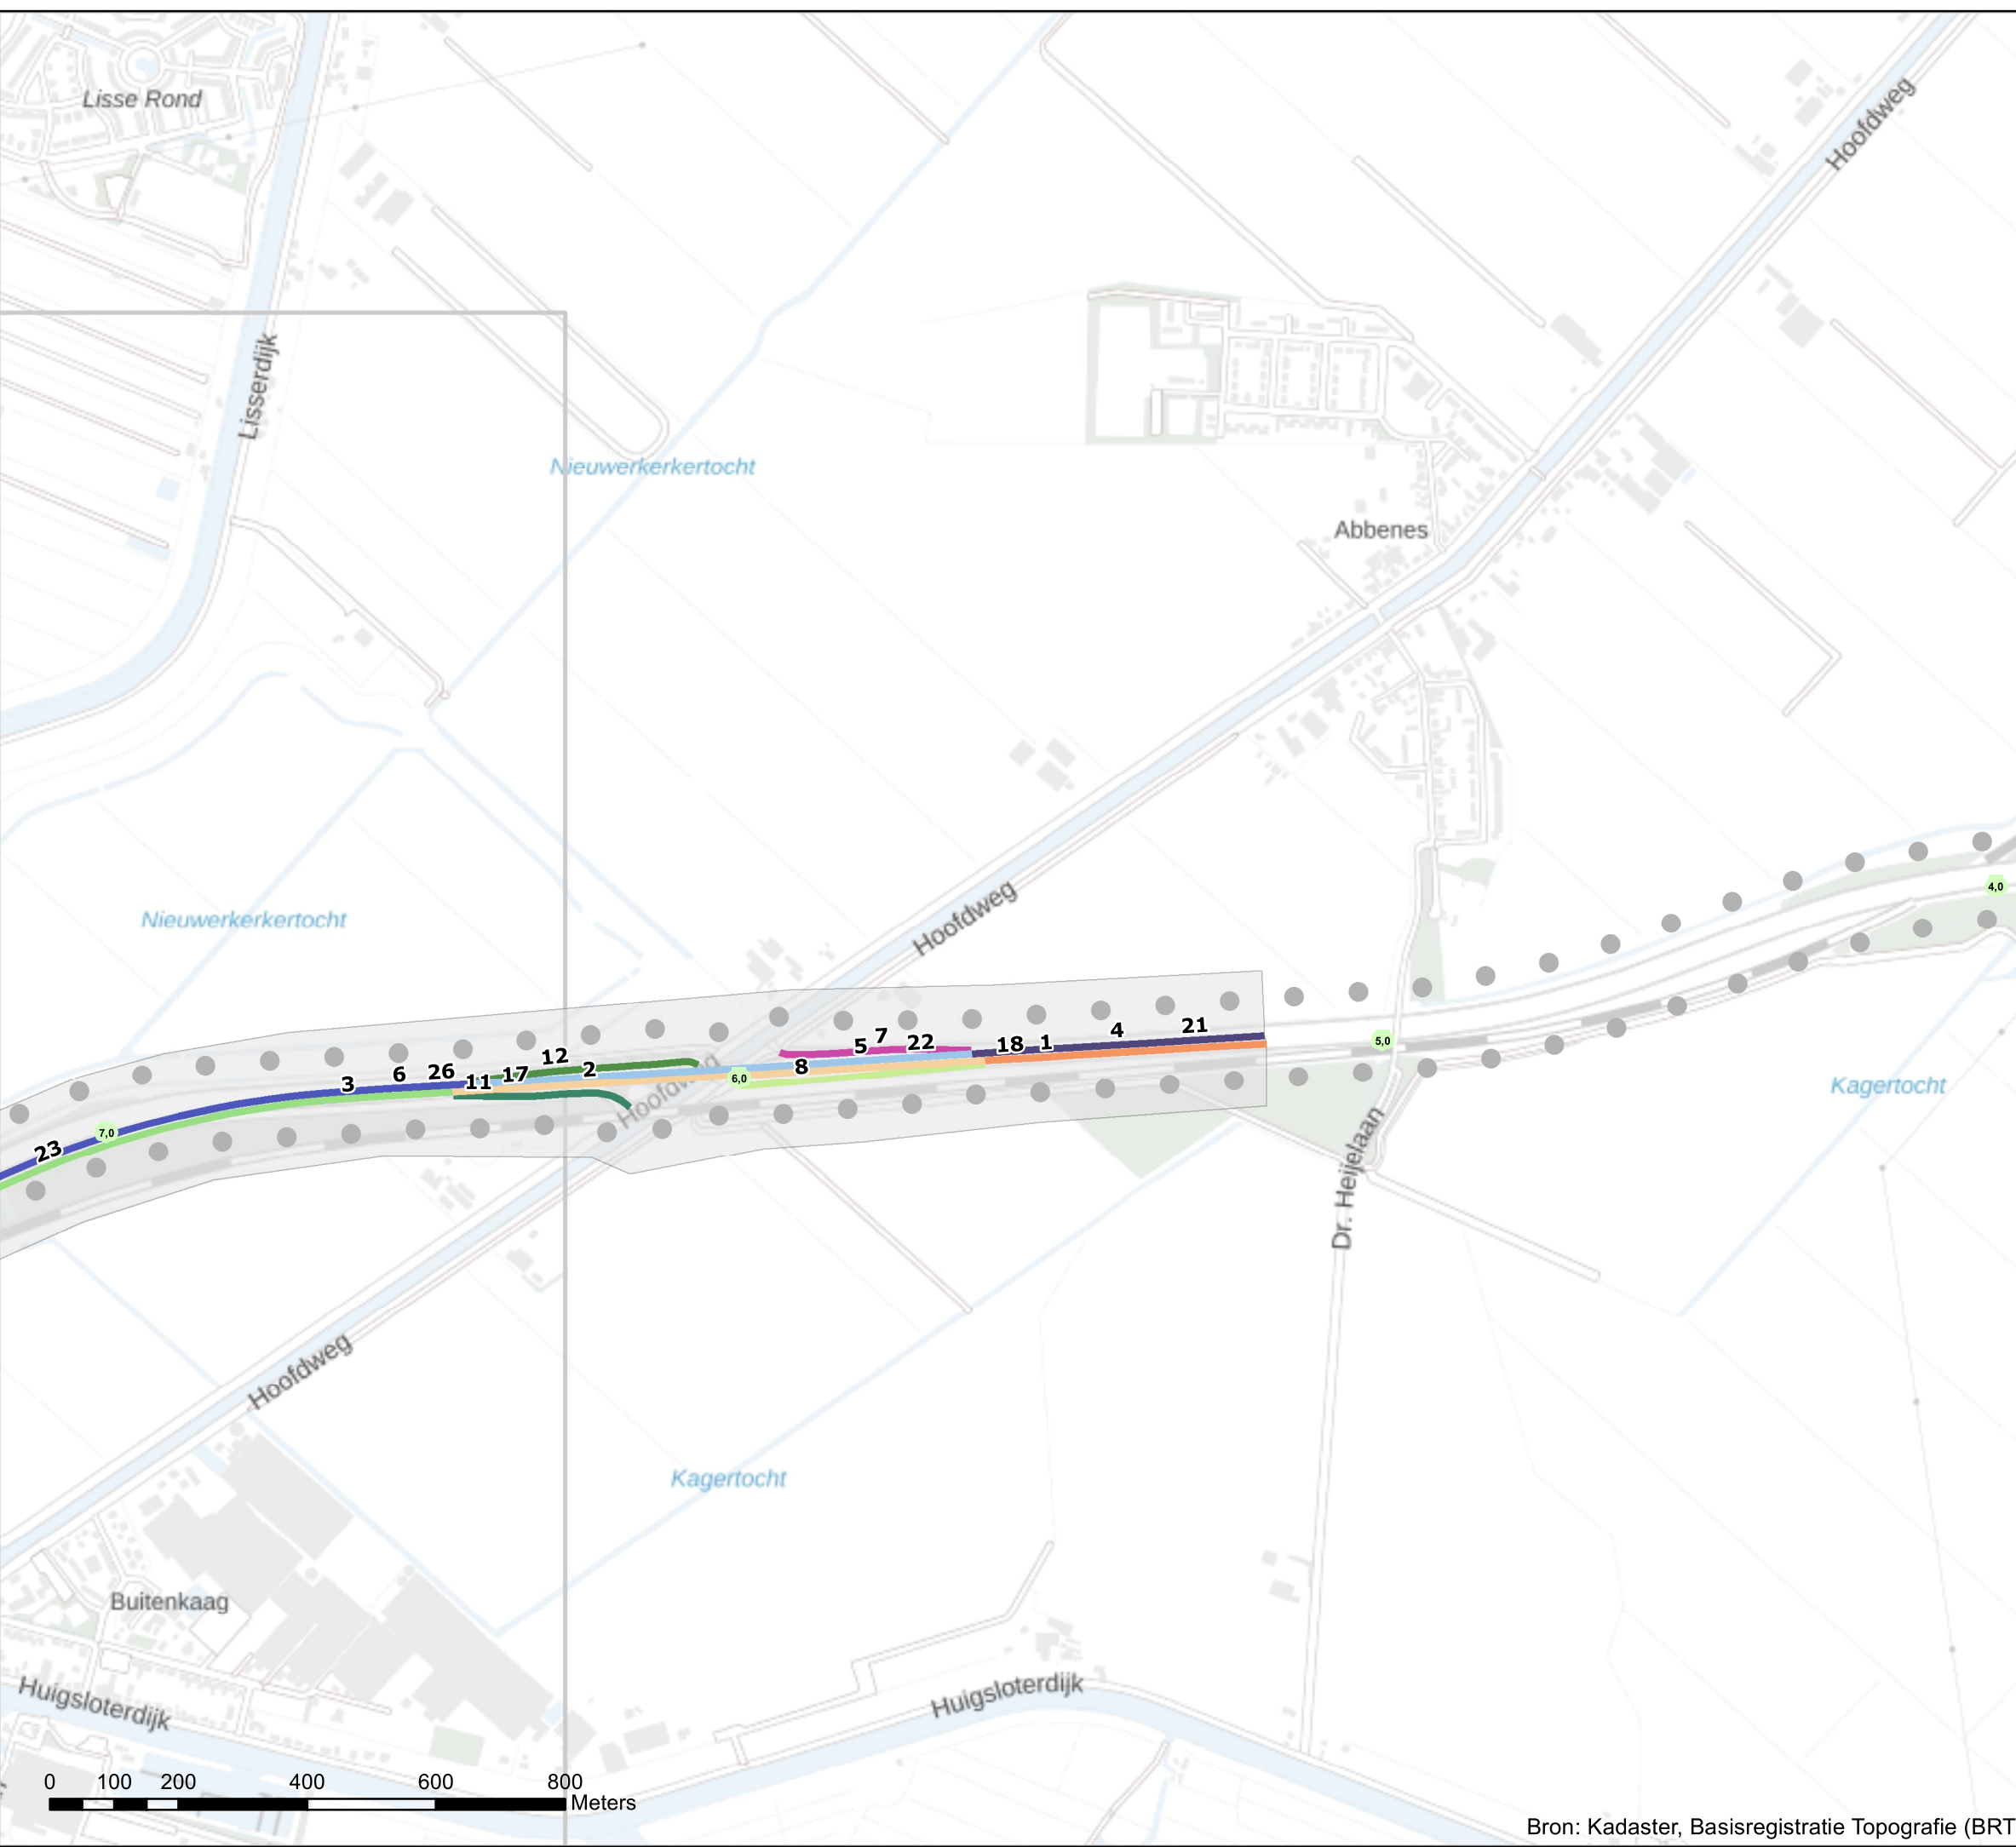 Lisse Rond
Hoofdweg
Lisserdijk
Nieuwerkerkertocht
Abbenes
Hoofdweg
Nieuwerkerkertocht
4,0
21
4
7
5
22
18
1
5,0
12
8
2
6,0
17
11
26
6
3
Hoofdweg
Kagertocht
7,0
23
Dr. Heijelaan
Hoofdweg
Kagertocht
Buitenkaag
Huigsloterdijk
Huigsloterdijk
0 100 200 400 600 800
Meters
Bron: Kadaster, Basisregistratie Topografie (BRT